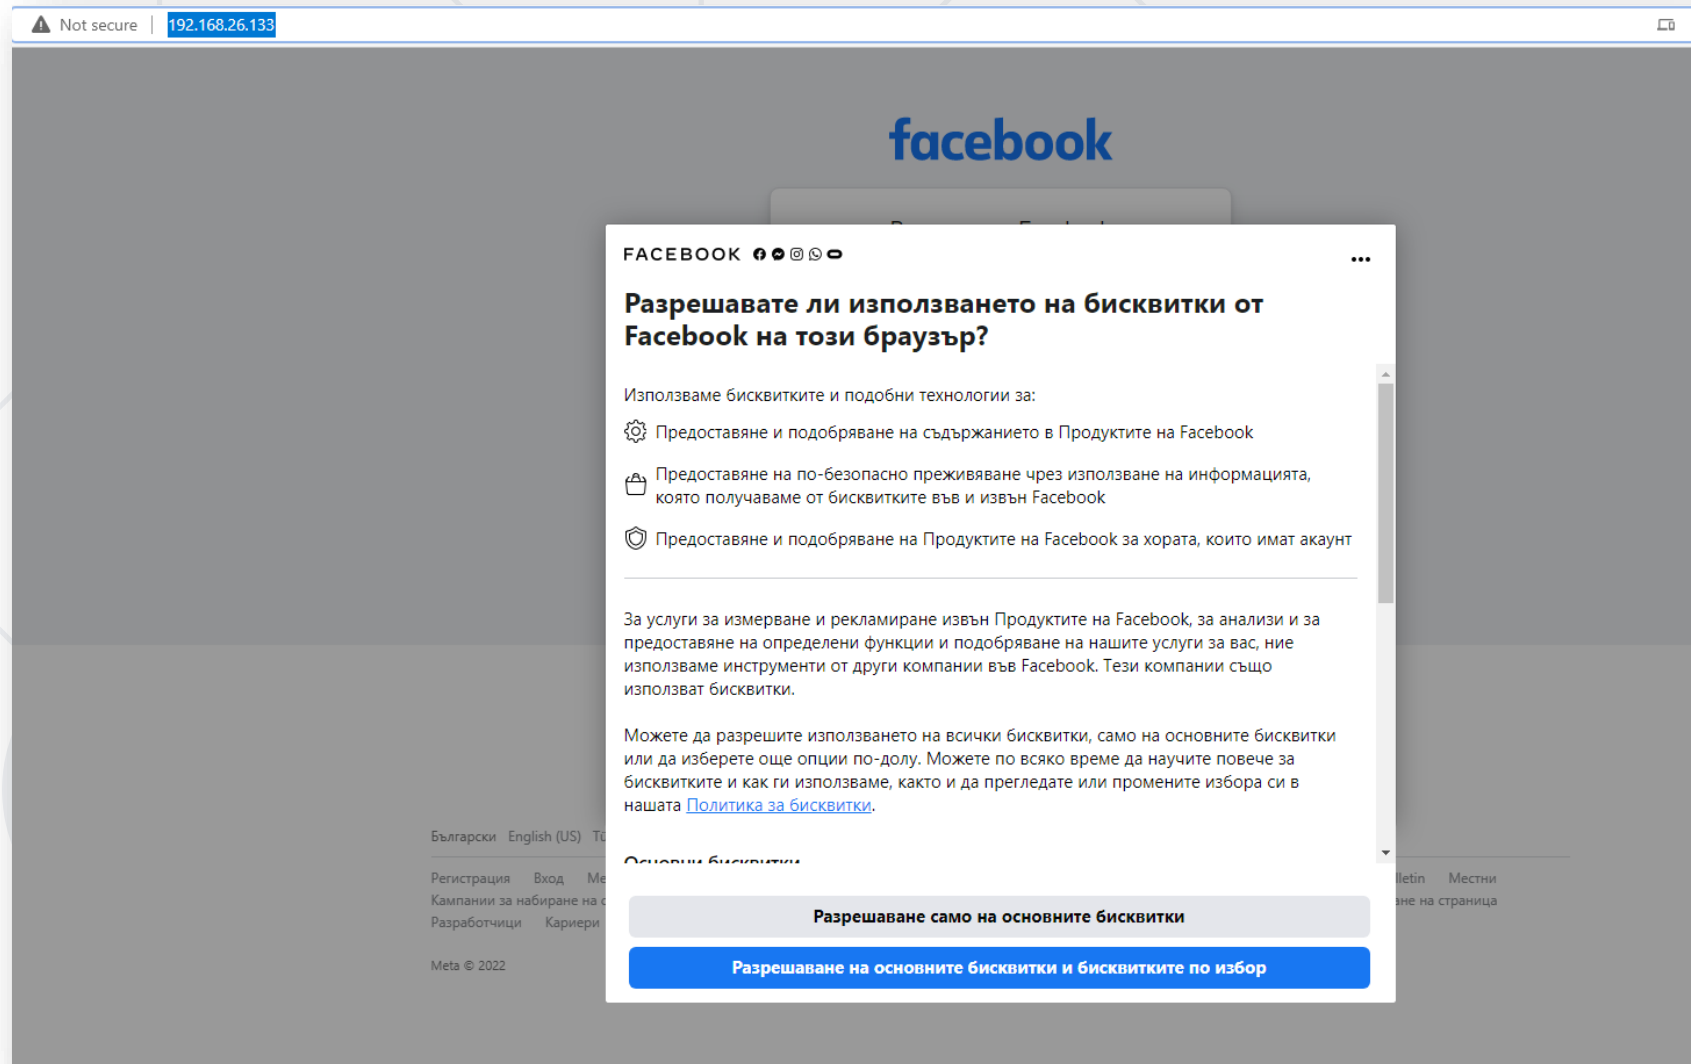 Not secure
192.168.26.133
facebook
FACEBOOK
Разрешавате ли използването на бисквитки от
Facebook на този браузър?
Използваме бисквитките и подобни технологии за:
Предоставяне и подобряване на съдържанието в Продуктите на Facebook
Предоставяне на по-безопасно преживяване чрез използване на информацията,
която получаваме от бисквитките във и извън Facebook
Предоставяне и подобряване на Продуктите на Facebook за хората, които имат акаунт
За услуги за измерване и рекламиране извън Продуктите на Facebook, за анализи и за
предоставяне на определени функции и подобряване на нашите услуги за вас, ние
използваме инструменти от други компании във Facebook. Тези компании също
използват бисквитки.
Можете да разрешите използването на всички бисквитки, само на основните бисквитки
или да изберете още опции по-долу. Можете по всяко време да научите повече за
бисквитките и как ги използваме, както и да прегледате или промените избора си в
нашата Политика за бисквитки.
Основни бисквитки
Разрешаване само на основните бисквитки
Разрешаване на основните бисквитки и бисквитките по избор
Български English (US)
Регистрация Вход Местни
Кампании за набиране на на страница
Разработчици Кариери
Meta © 2022